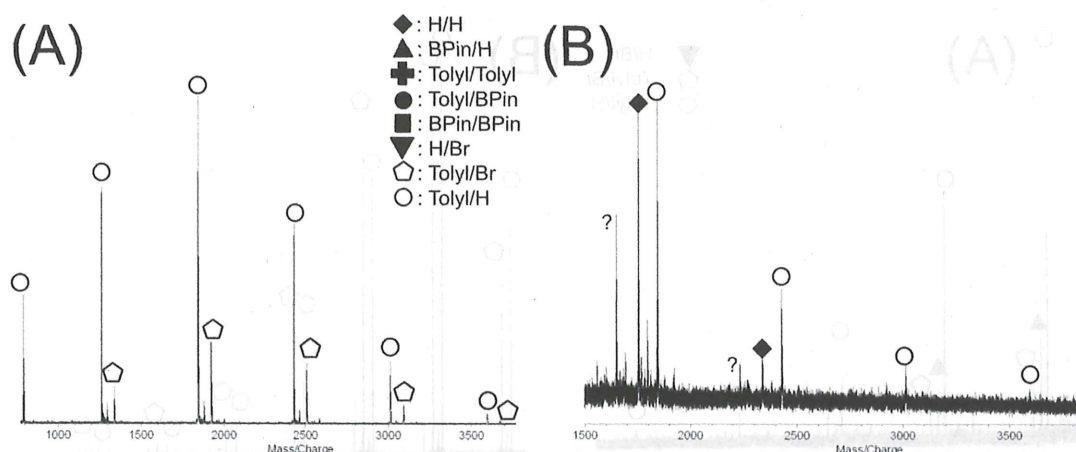 (A)
◆: H/H
▲: BPin/H
✚: Tolyl/Tolyl
●: Tolyl/BPin
■: BPin/BPin
▼: H/Br
⬠: Tolyl/Br
○: Tolyl/H
1000 1500 2000 2500 3000 3500
Mass/Charge
(B)
?
?
1500 2000 2500 3000 3500
Mass/Charge